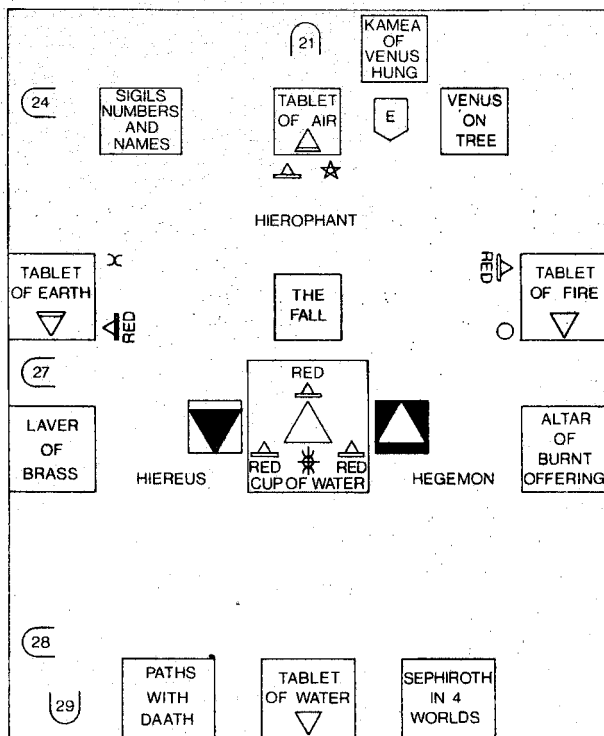 21
KAMEA
OF
VENUS
HUNG
24
SIGILS
NUMBERS
AND
NAMES
TABLET
OF AIR
E
VENUS
ON
TREE
HIEROPHANT
TABLET
OF EARTH
RED
THE
FALL
RED
TABLET
OF FIRE
27
LAVER
OF
BRASS
HIEREUS
RED
RED RED
CUP OF WATER
HEGEMON
ALTAR
OF
BURNT
OFFERING
28
29
PATHS
WITH
DAATH
TABLET
OF WATER
SEPHIROTH
IN 4
WORLDS